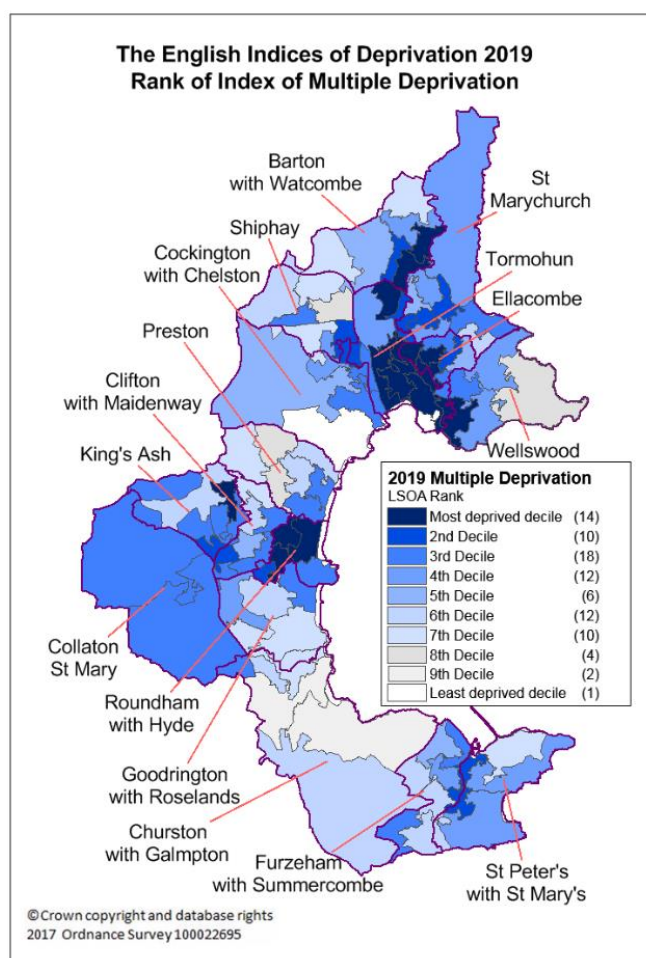 The English Indices of Deprivation 2019
Rank of Index of Multiple Deprivation
Barton
with Watcombe
St
Marychurch
Shiphay
Cockington
with Chelston
Tormohun
Ellacombe
Preston
Clifton
with Maidenway
King's Ash
Wellswood
2019 Multiple Deprivation
LSOA Rank
Most deprived decile (14)
2nd Decile (10)
3rd Decile (18)
4th Decile (12)
5th Decile (6)
6th Decile (12)
7th Decile (10)
8th Decile (4)
9th Decile (2)
Least deprived decile (1)
Collaton
St Mary
Roundham
with Hyde
Goodrington
with Roselands
Churston
with Galmpton
Furzeham
with Summercombe
St Peter's
with St Mary's
©Crown copyright and database rights
2017 Ordnance Survey 100022695